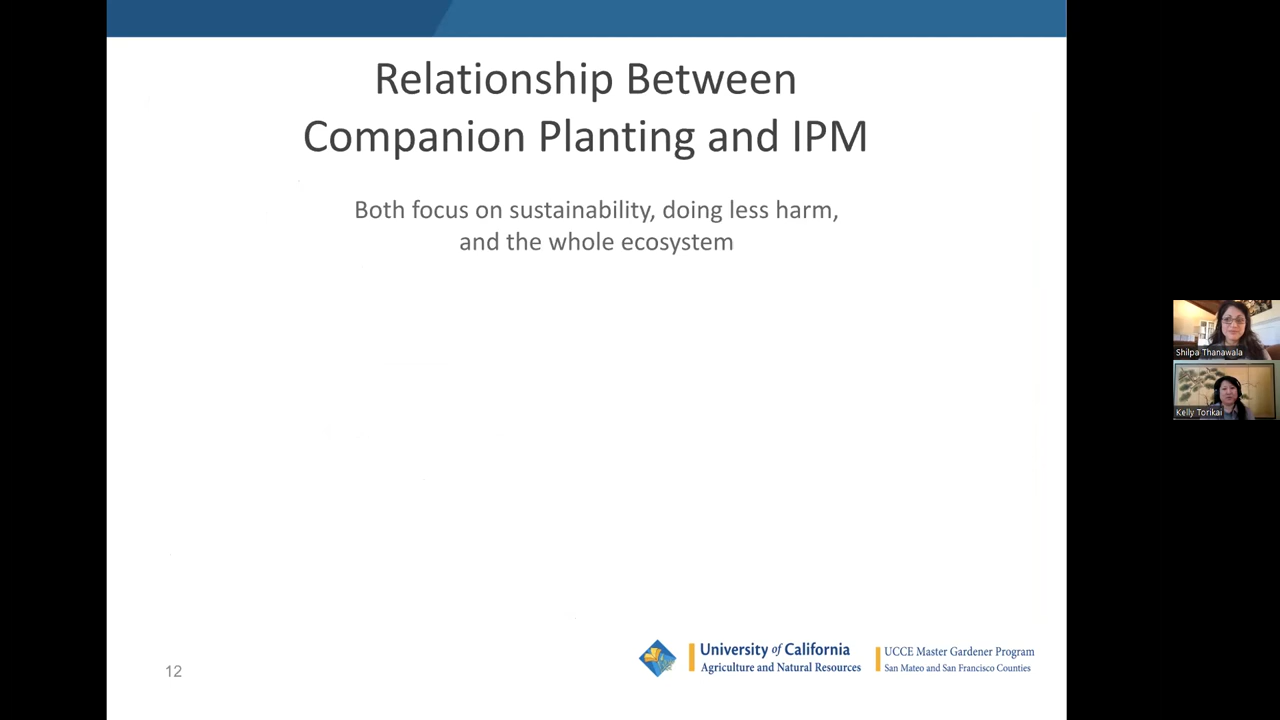 Relationship Between
Companion Planting and IPM
Both focus on sustainability, doing less harm,
and the whole ecosystem
Shilpa Thanawala
Kelly Torikai
12
University of California
Agriculture and Natural Resources
UCCE Master Gardener Program
San Mateo and San Francisco Counties